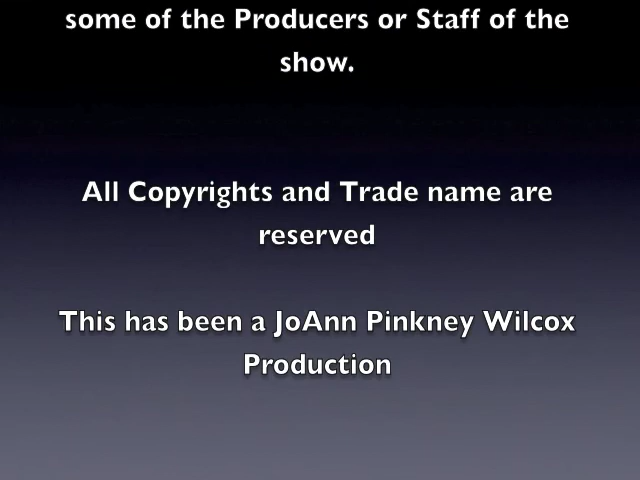 some of the Producers or Staff of the
show.
All Copyrights and Trade name are
reserved
This has been a JoAnn Pinkney Wilcox
Production